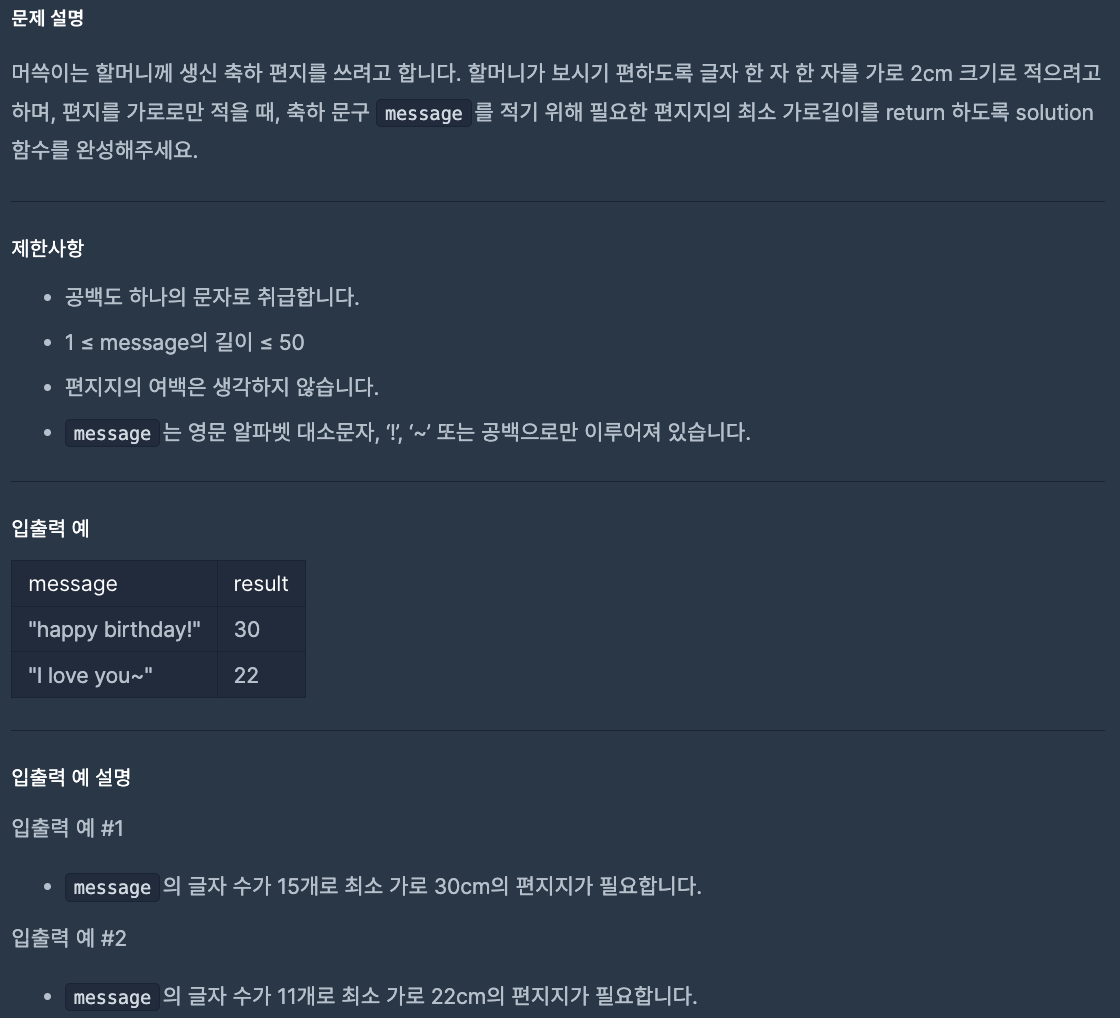 문제 설명
머쓱이는 할머니께 생신 축하 편지를 쓰려고 합니다. 할머니가 보시기 편하도록 글자 한 자 한 자를 가로 2cm 크기로 적으려고
하며, 편지를 가로로만 적을 때, 축하 문구 message 를 적기 위해 필요한 편지지의 최소 가로길이를 return 하도록 solution
함수를 완성해주세요.
제한사항
• 공백도 하나의 문자로 취급합니다.
• 1 ≤ message의 길이 ≤ 50
• 편지지의 여백은 생각하지 않습니다.
• message 는 영문 알파벳 대소문자, ‘!’, ‘~’ 또는 공백으로만 이루어져 있습니다.
입출력 예
message result
"happy birthday!" 30
"I love you~" 22
입출력 예 설명
입출력 예 #1
• message 의 글자 수가 15개로 최소 가로 30cm의 편지지가 필요합니다.
입출력 예 #2
• message 의 글자 수가 11개로 최소 가로 22cm의 편지지가 필요합니다.